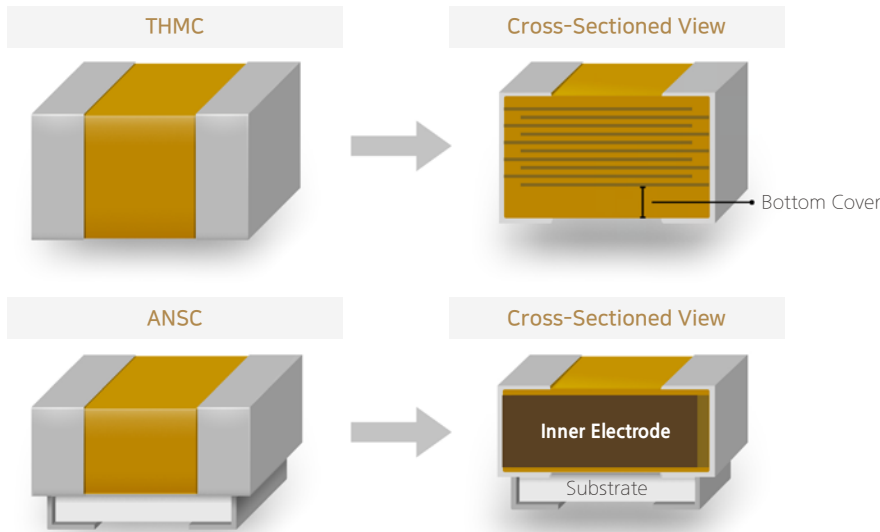 THMC
Cross-Sectioned View
Bottom Cover
ANSC
Cross-Sectioned View
Inner Electrode
Substrate